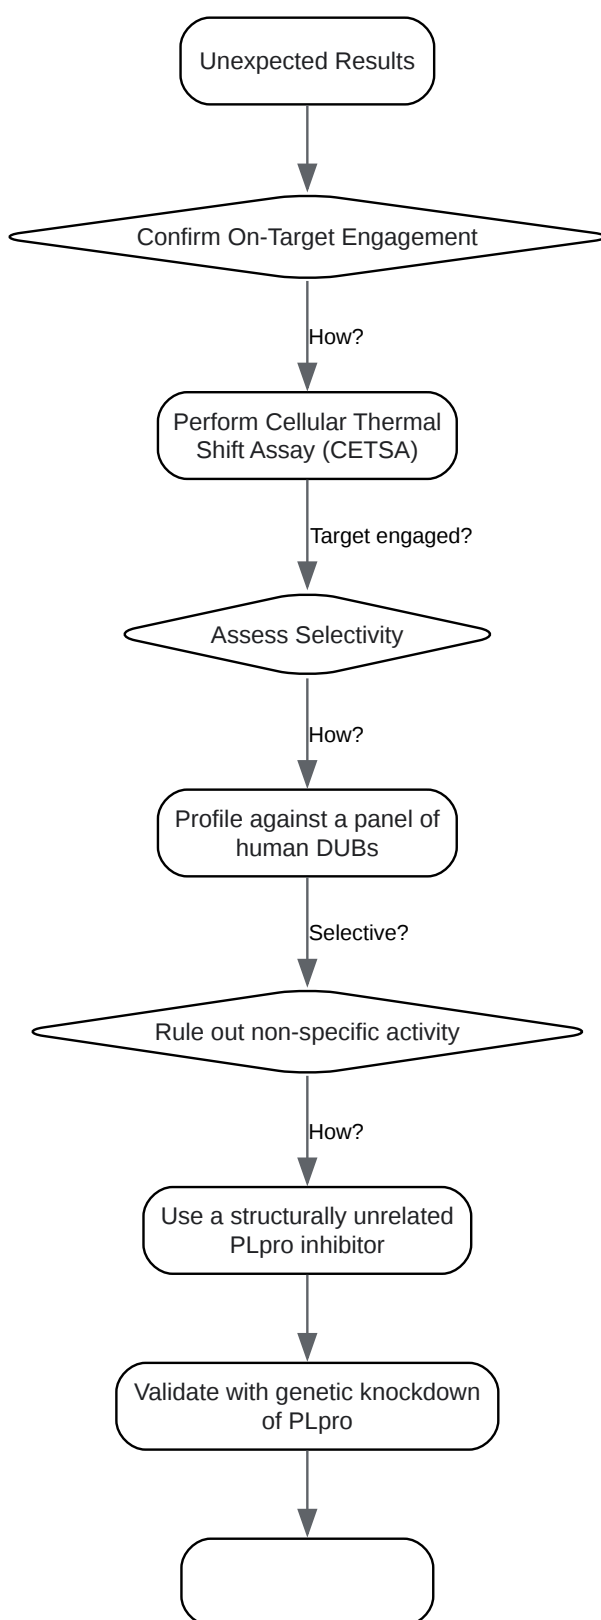 Unexpected Results
Confirm On-Target Engagement
How?
Perform Cellular Thermal
Shift Assay (CETSA)
Target engaged?
Assess Selectivity
How?
Profile against a panel of
human DUBs
Selective?
Rule out non-specific activity
How?
Use a structurally unrelated
PLpro inhibitor
Validate with genetic knockdown
of PLpro